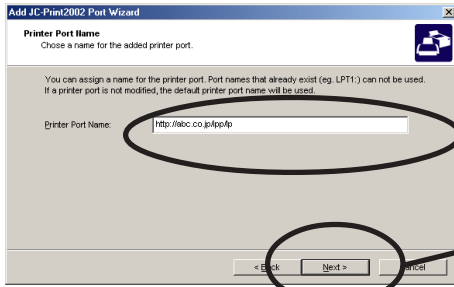 Add JC-Print2002 Port Wizard
Printer Port Name
Chose a name for the added printer port.
You can assign a name for the printer port. Port names that already exist (eg. LPT1:) can not be used.
If a printer port is not modified, the default printer port name will be used.
Printer Port Name: http://abc.co.jp/ipp/lp
< Back Next > Cancel